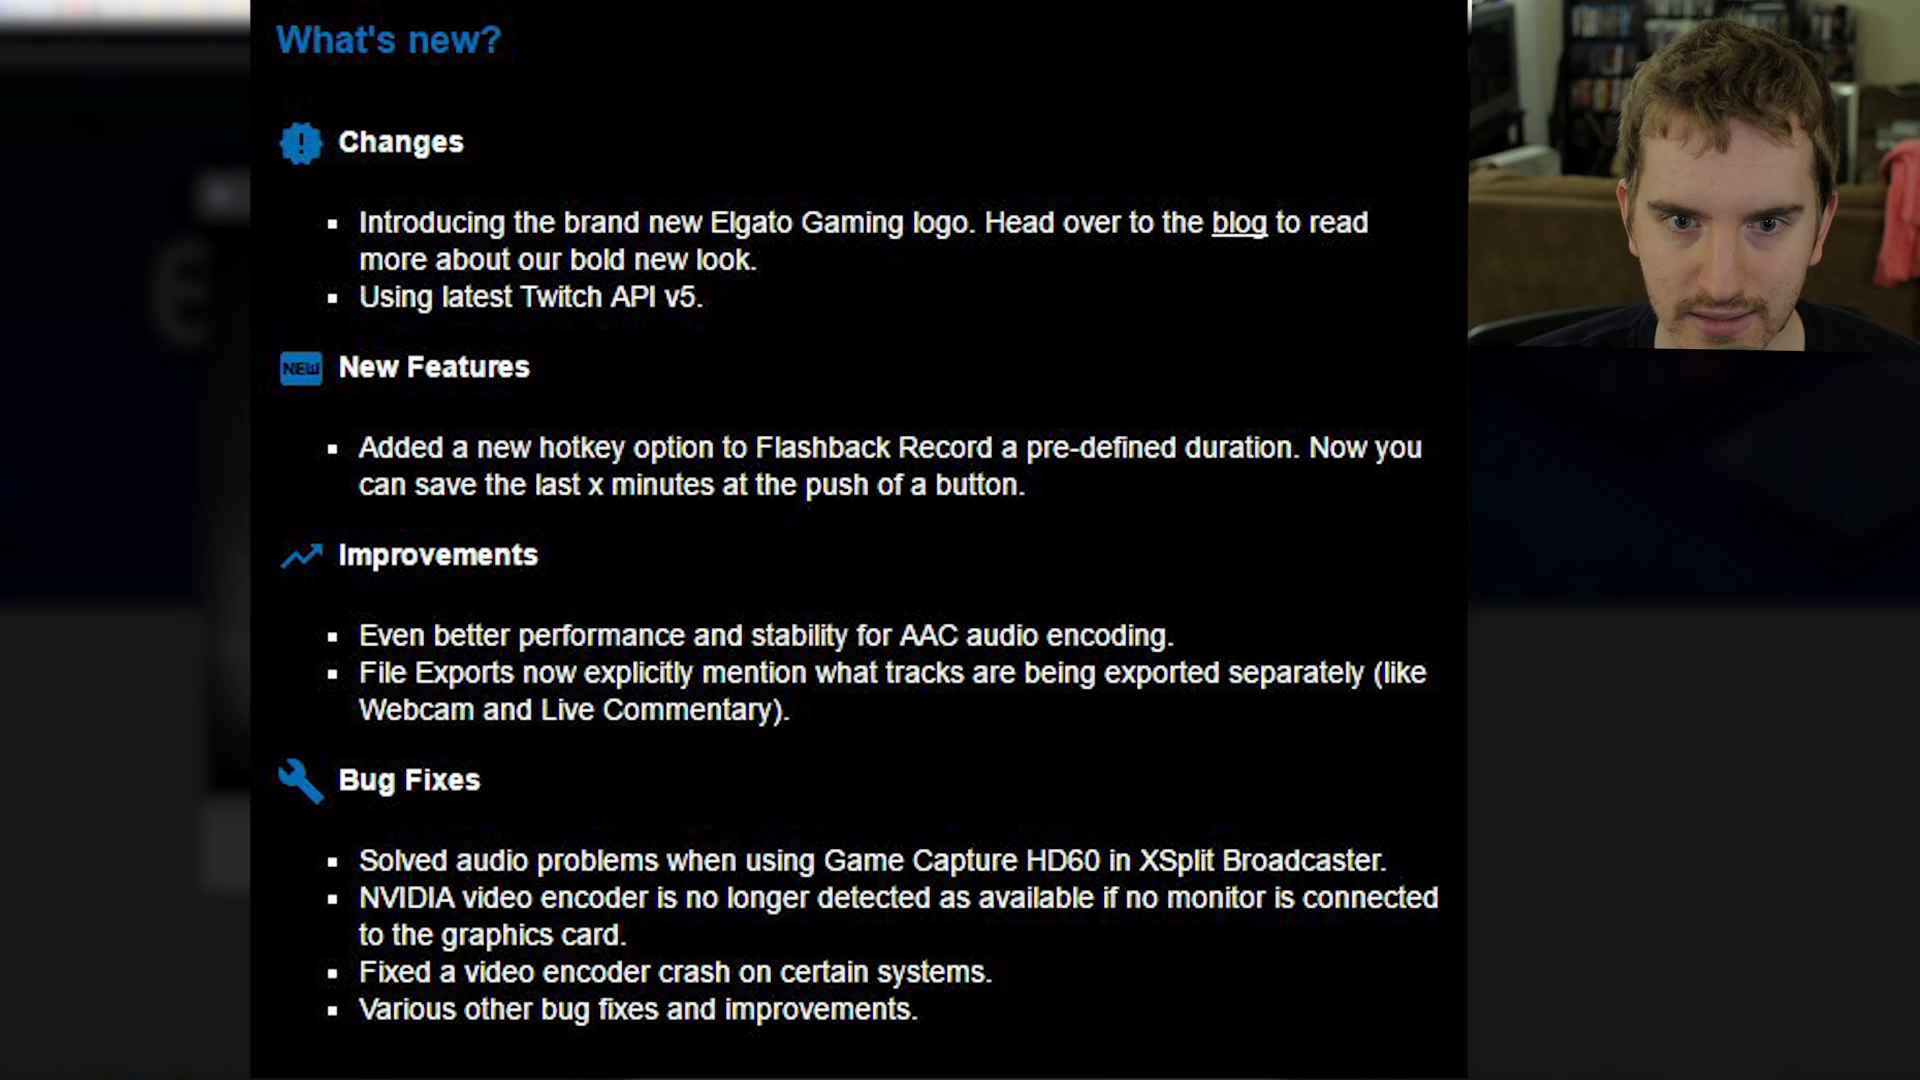 What's new?
Changes
Introducing the brand new Elgato Gaming logo. Head over to the blog to read
more about our bold new look.
Using latest Twitch API v5.
NEW New Features
Added a new hotkey option to Flashback Record a pre-defined duration. Now you
can save the last x minutes at the push of a button.
Improvements
Even better performance and stability for AAC audio encoding.
File Exports now explicitly mention what tracks are being exported separately (like
Webcam and Live Commentary).
Bug Fixes
Solved audio problems when using Game Capture HD60 in XSplit Broadcaster.
NVIDIA video encoder is no longer detected as available if no monitor is connected
to the graphics card.
Fixed a video encoder crash on certain systems.
Various other bug fixes and improvements.